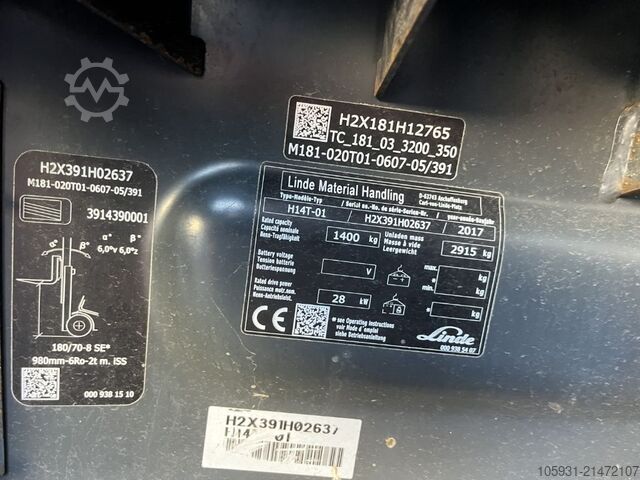 H2X181H12765
TC_181_03_3200_350
M181-020T01-0607-05/391
H2X391H02637
M181-020T01-0607-05/391
3914390001
α° β°
6,0°v 6,0°z
α° β°
180/70-8 SE*
980mm-6Ro-2t m. iSS
000 938 15 10
Linde Material Handling
D-63743 Aschaffenburg
Carl-von-Linde-Platz
Type-Modèle-Typ / Serial no.-No. de série-Serien-Nr. / year-année-Baujahr
H14T-01 / H2X391H02637 / 2017
Rated capacity
Capacité nominale
Nenn-Tragfähigkeit
1400 kg
Unladen mass
Masse à vide
Leergewicht
2915 kg
Battery voltage
Tension batterie
Batteriespannung
V
max.
* kg
min.
* kg
Rated drive power
Puissance motr.nom.
Nenn-Antriebsleist.
28 kW
* kg
CE
* see Operating Instructions
voir Mode d'emploi
siehe Betriebsanleitung
Linde
000 938 54 07
H2X391H02637
H14T-01
105931-21472107